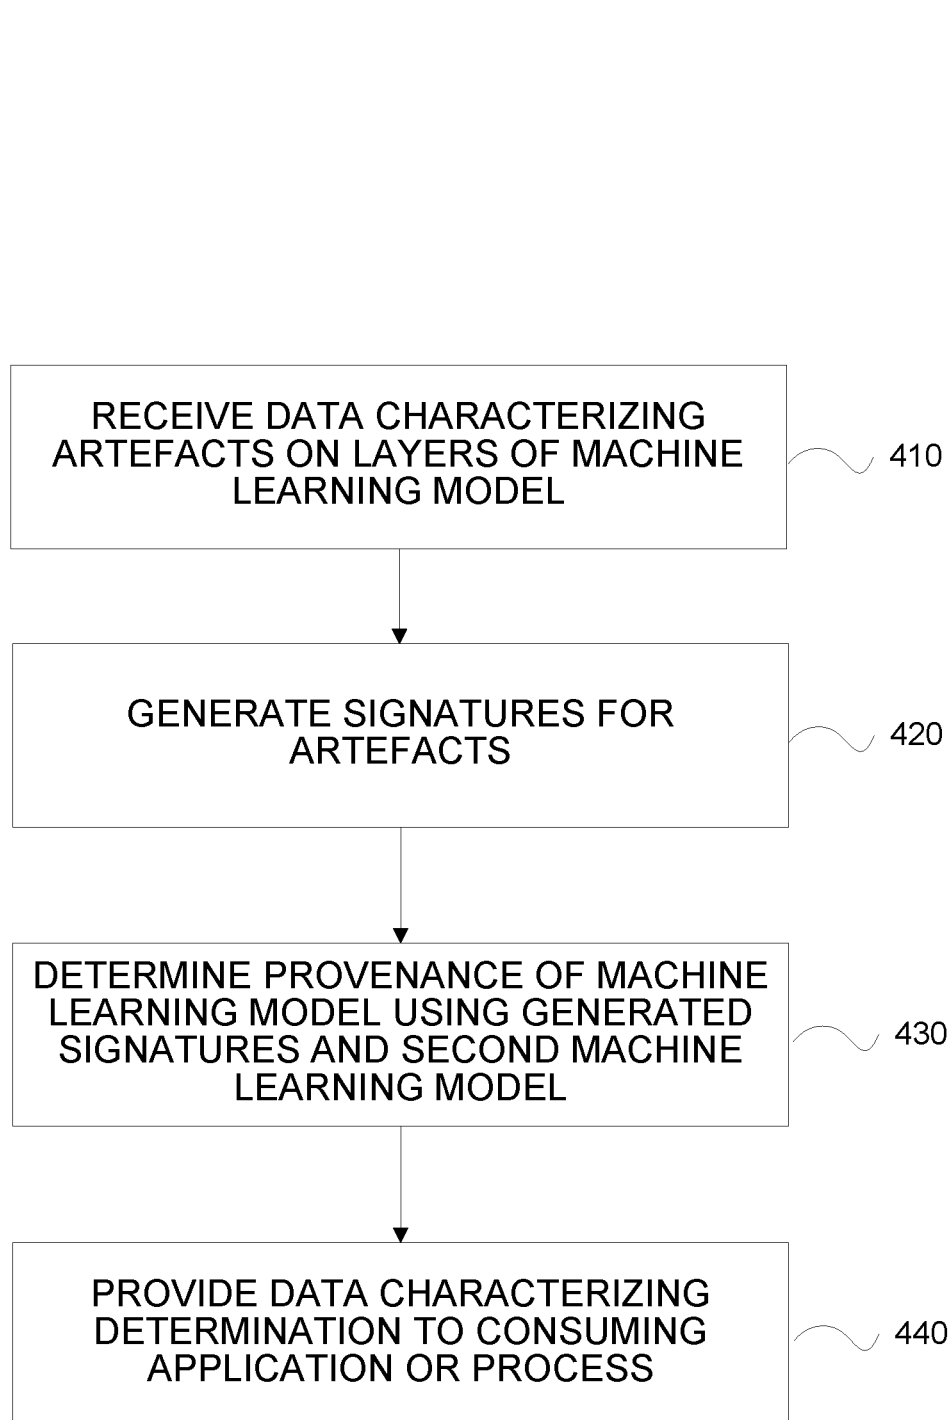 RECEIVE DATA CHARACTERIZING
ARTEFACTS ON LAYERS OF MACHINE
LEARNING MODEL
410
GENERATE SIGNATURES FOR
ARTEFACTS
420
DETERMINE PROVENANCE OF MACHINE
LEARNING MODEL USING GENERATED
SIGNATURES AND SECOND MACHINE
LEARNING MODEL
430
PROVIDE DATA CHARACTERIZING
DETERMINATION TO CONSUMING
APPLICATION OR PROCESS
440